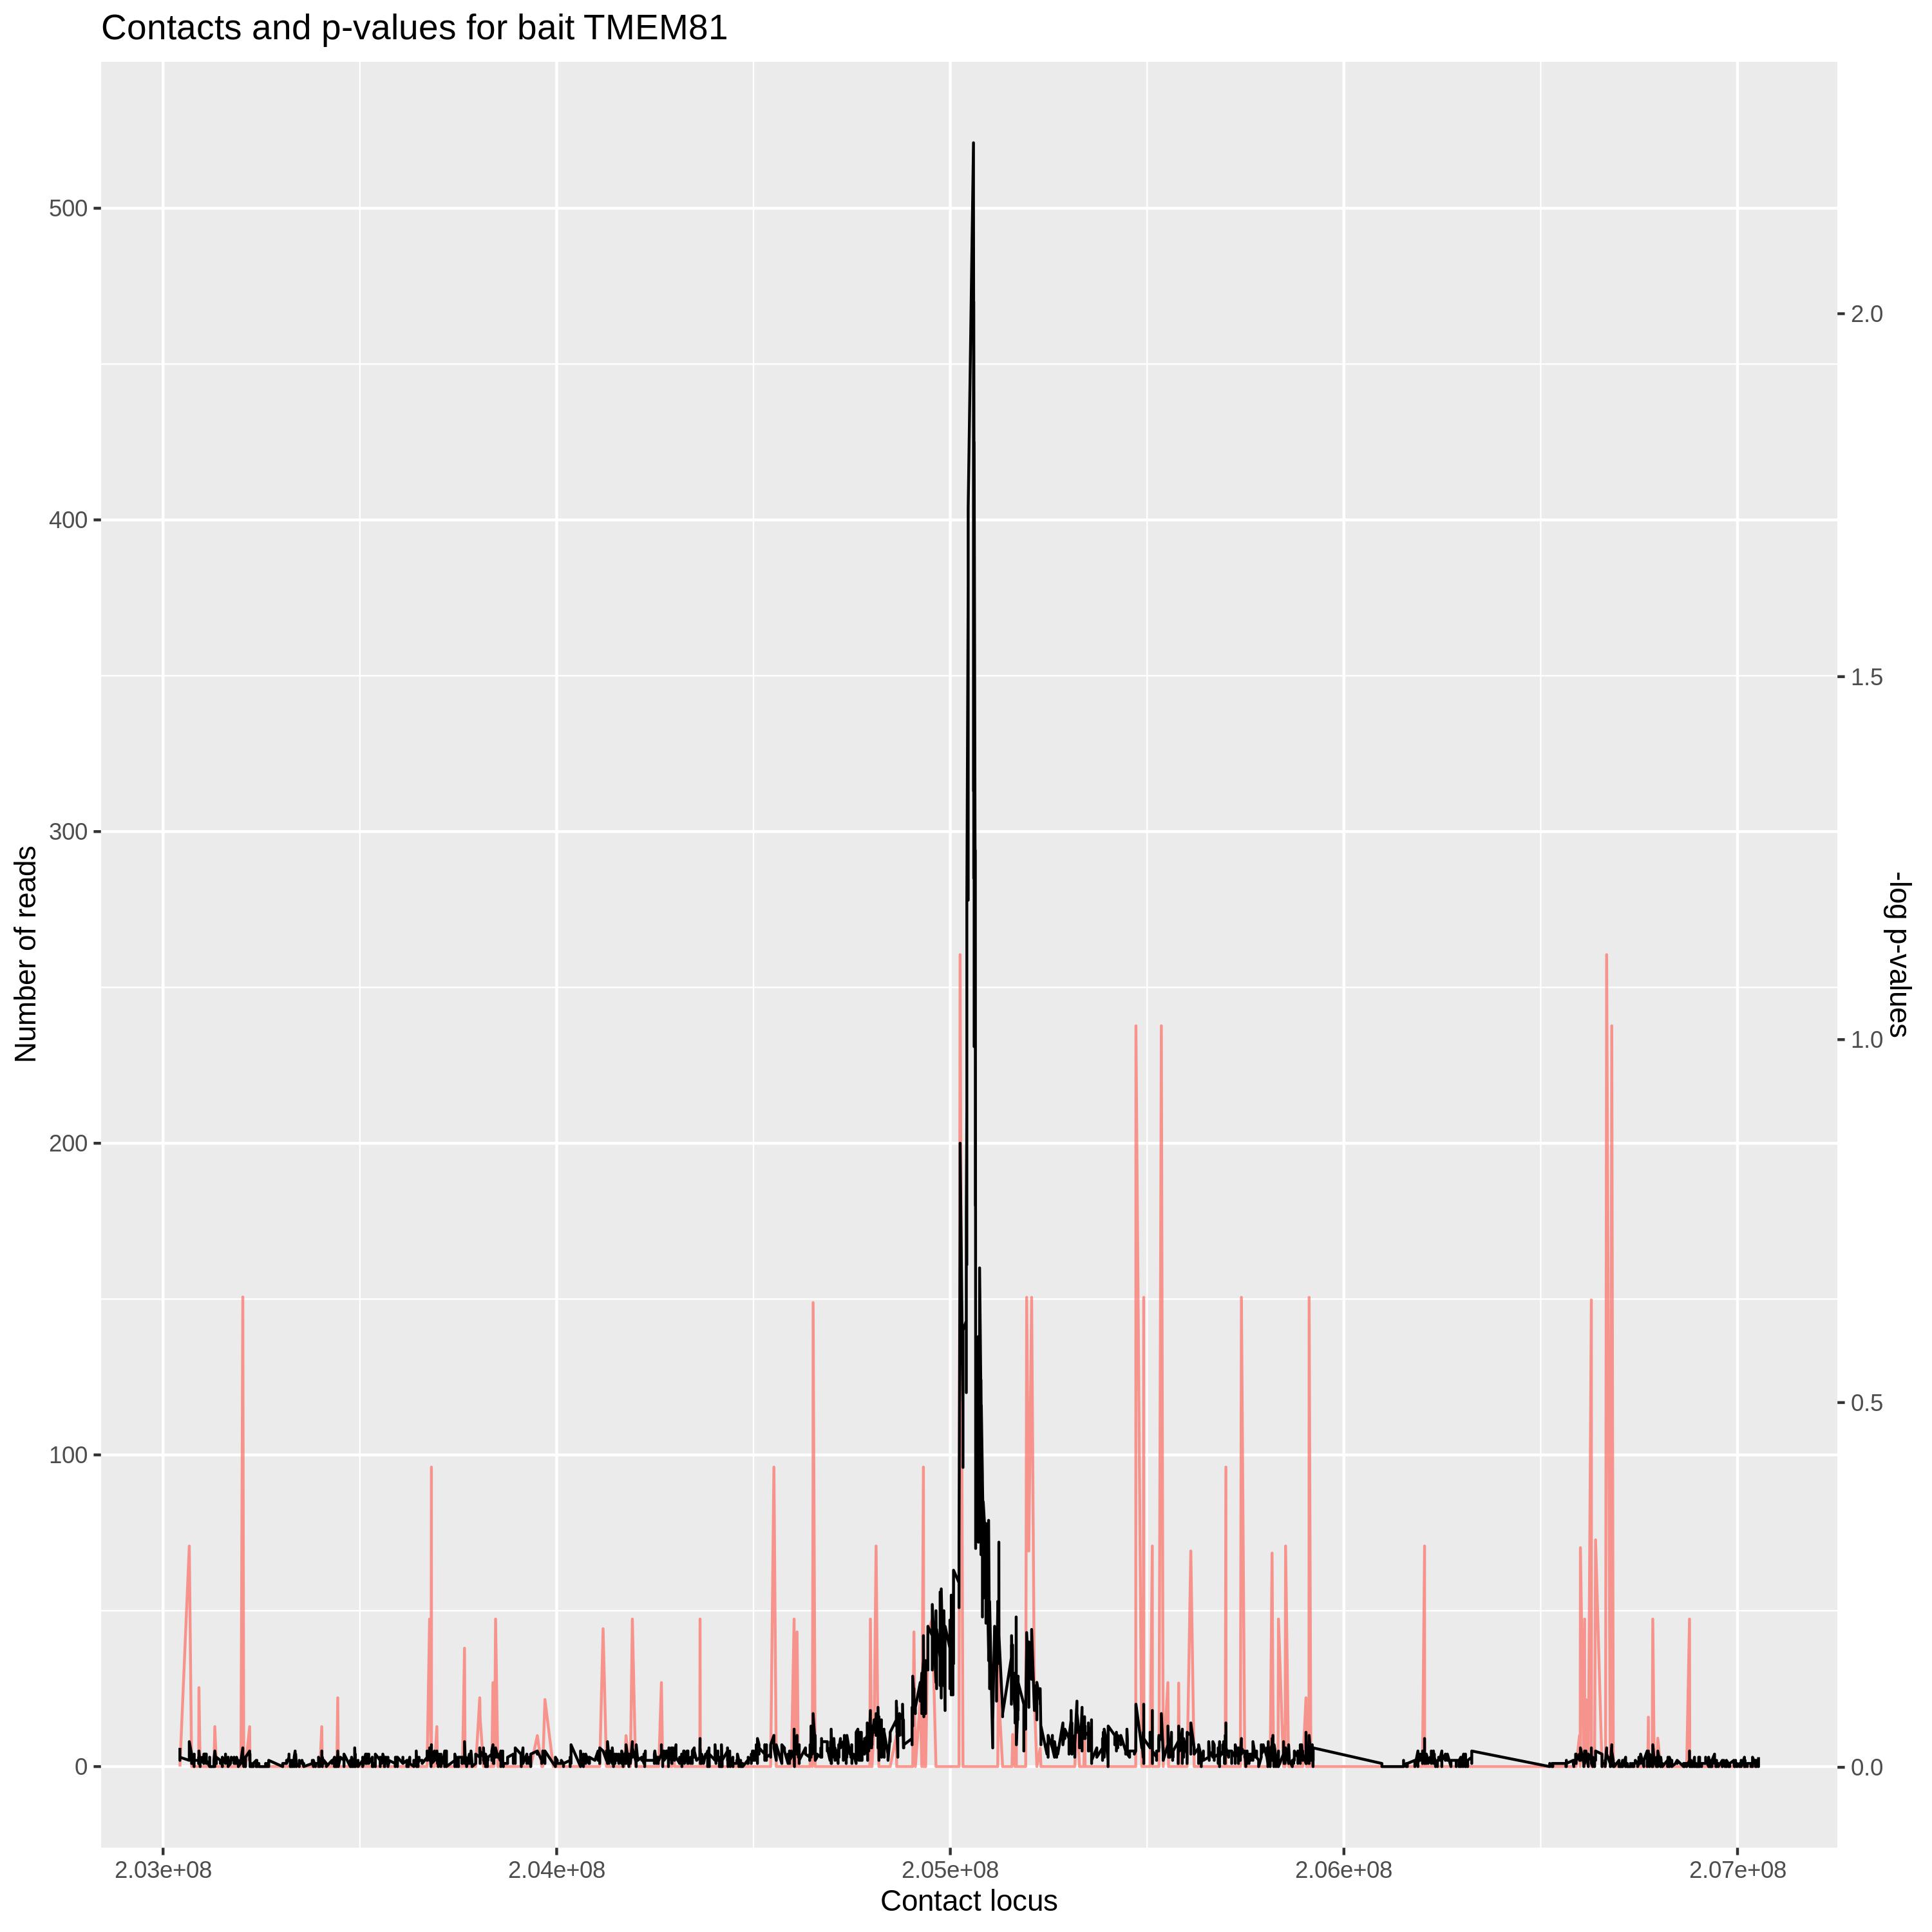 Contacts and p-values for bait TMEM81
Number of reads
500
400
300
200
100
0
2.0
1.5
1.0
0.5
0.0
-log p-values
2.03e+08 2.04e+08 2.05e+08 2.06e+08 2.07e+08
Contact locus